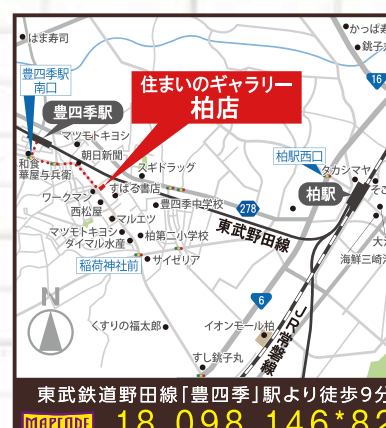 はま寿司
かっぱ寿
銚子
豊四季駅
南口
住まいのギャラリー
柏店
16
豊四季駅
マツモトキヨシ
朝日新聞
和食
華屋与兵衛
スギドラッグ
柏駅西口
タカシマヤ
柏駅
そご
ワークマン
すばる書店
西松屋
豊四季中学校
278
マルエツ
東武野田線
マツモトキヨシ
ダイマル水産
柏第二小学校
大
稲荷神社前
サイゼリア
海鮮三崎
N
6
JR常磐線
くすりの福太郎
イオンモール柏
すし銚子丸
東武鉄道野田線「豊四季」駅より徒歩9分
MAPCODE
18 098 146*82